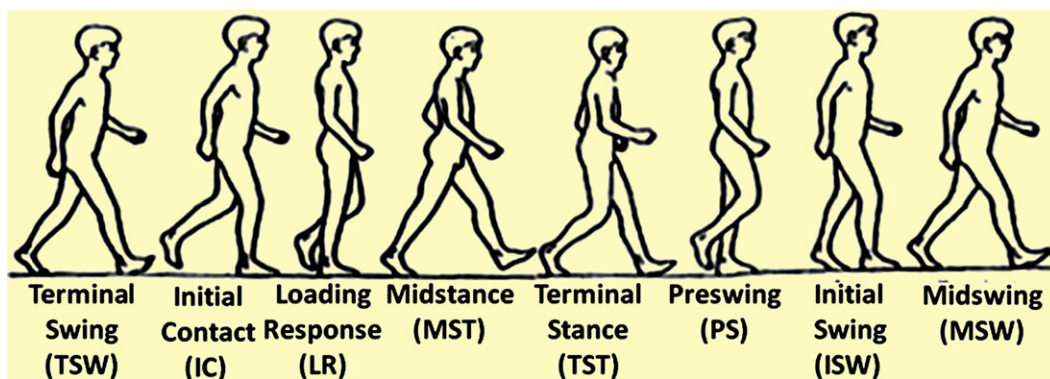 Terminal
Swing
(TSW)
Initial
Contact
(IC)
Loading
Response
(LR)
Midstance
(MST)
Terminal
Stance
(TST)
Preswing
(PS)
Initial
Swing
(ISW)
Midswing
(MSW)